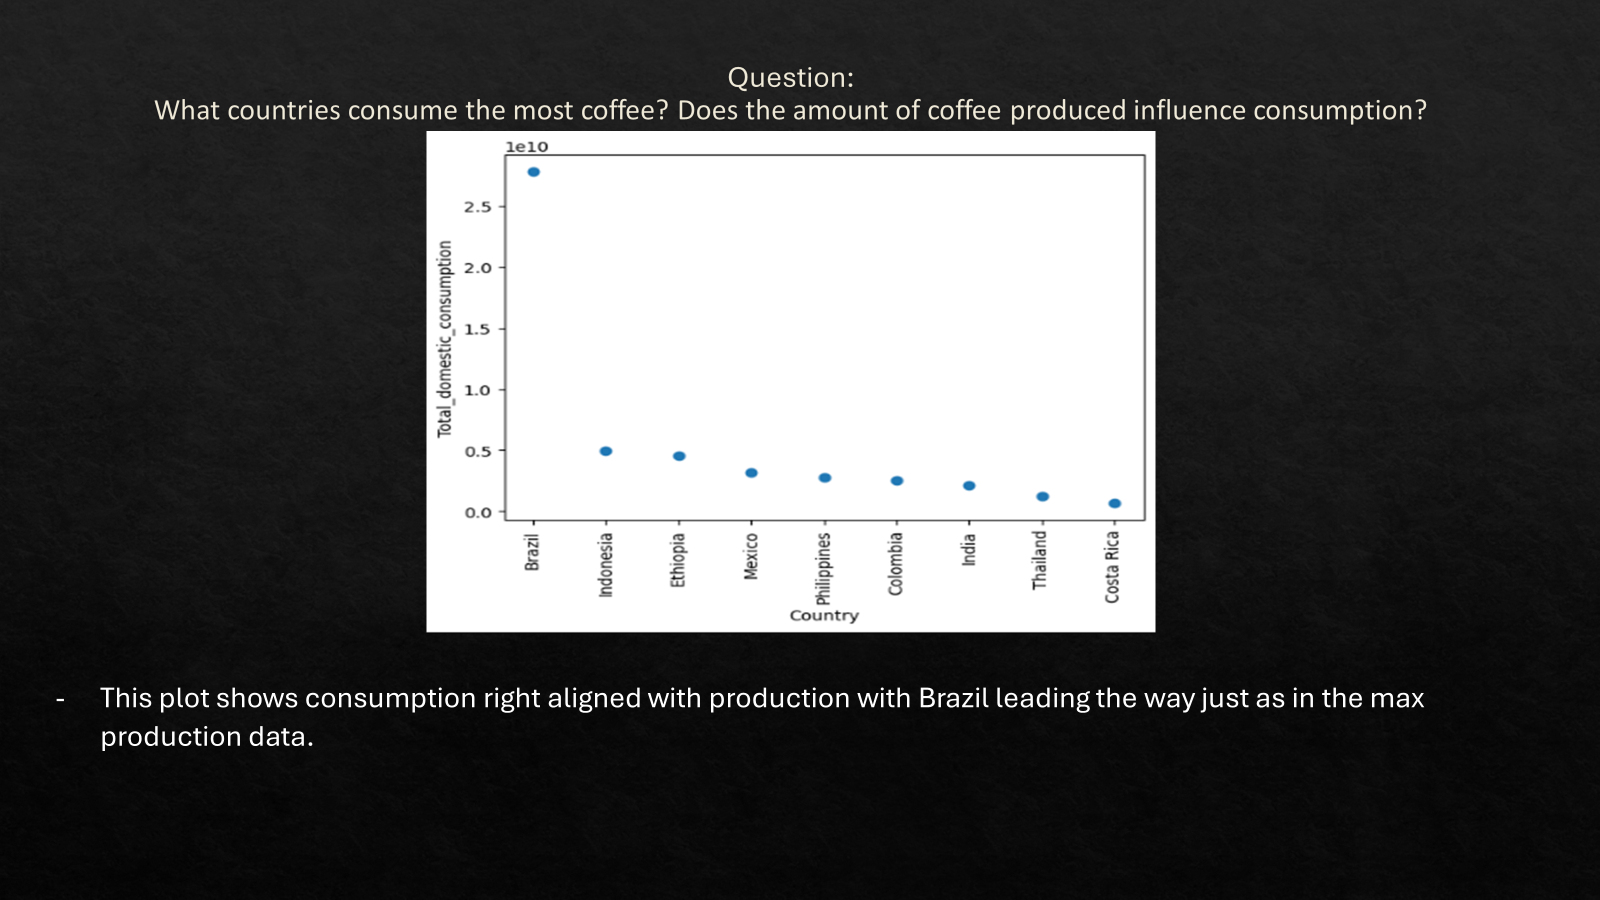 Question:
What countries consume the most coffee? Does the amount of coffee produced influence consumption?
1e10
2.5
2.0
1.5
1.0
0.5
0.0
Total_domestic_consumption
Brazil
Indonesia
Ethiopia
Mexico
Philippines
Colombia
India
Thailand
Costa Rica
Country
- This plot shows consumption right aligned with production with Brazil leading the way just as in the max
production data.